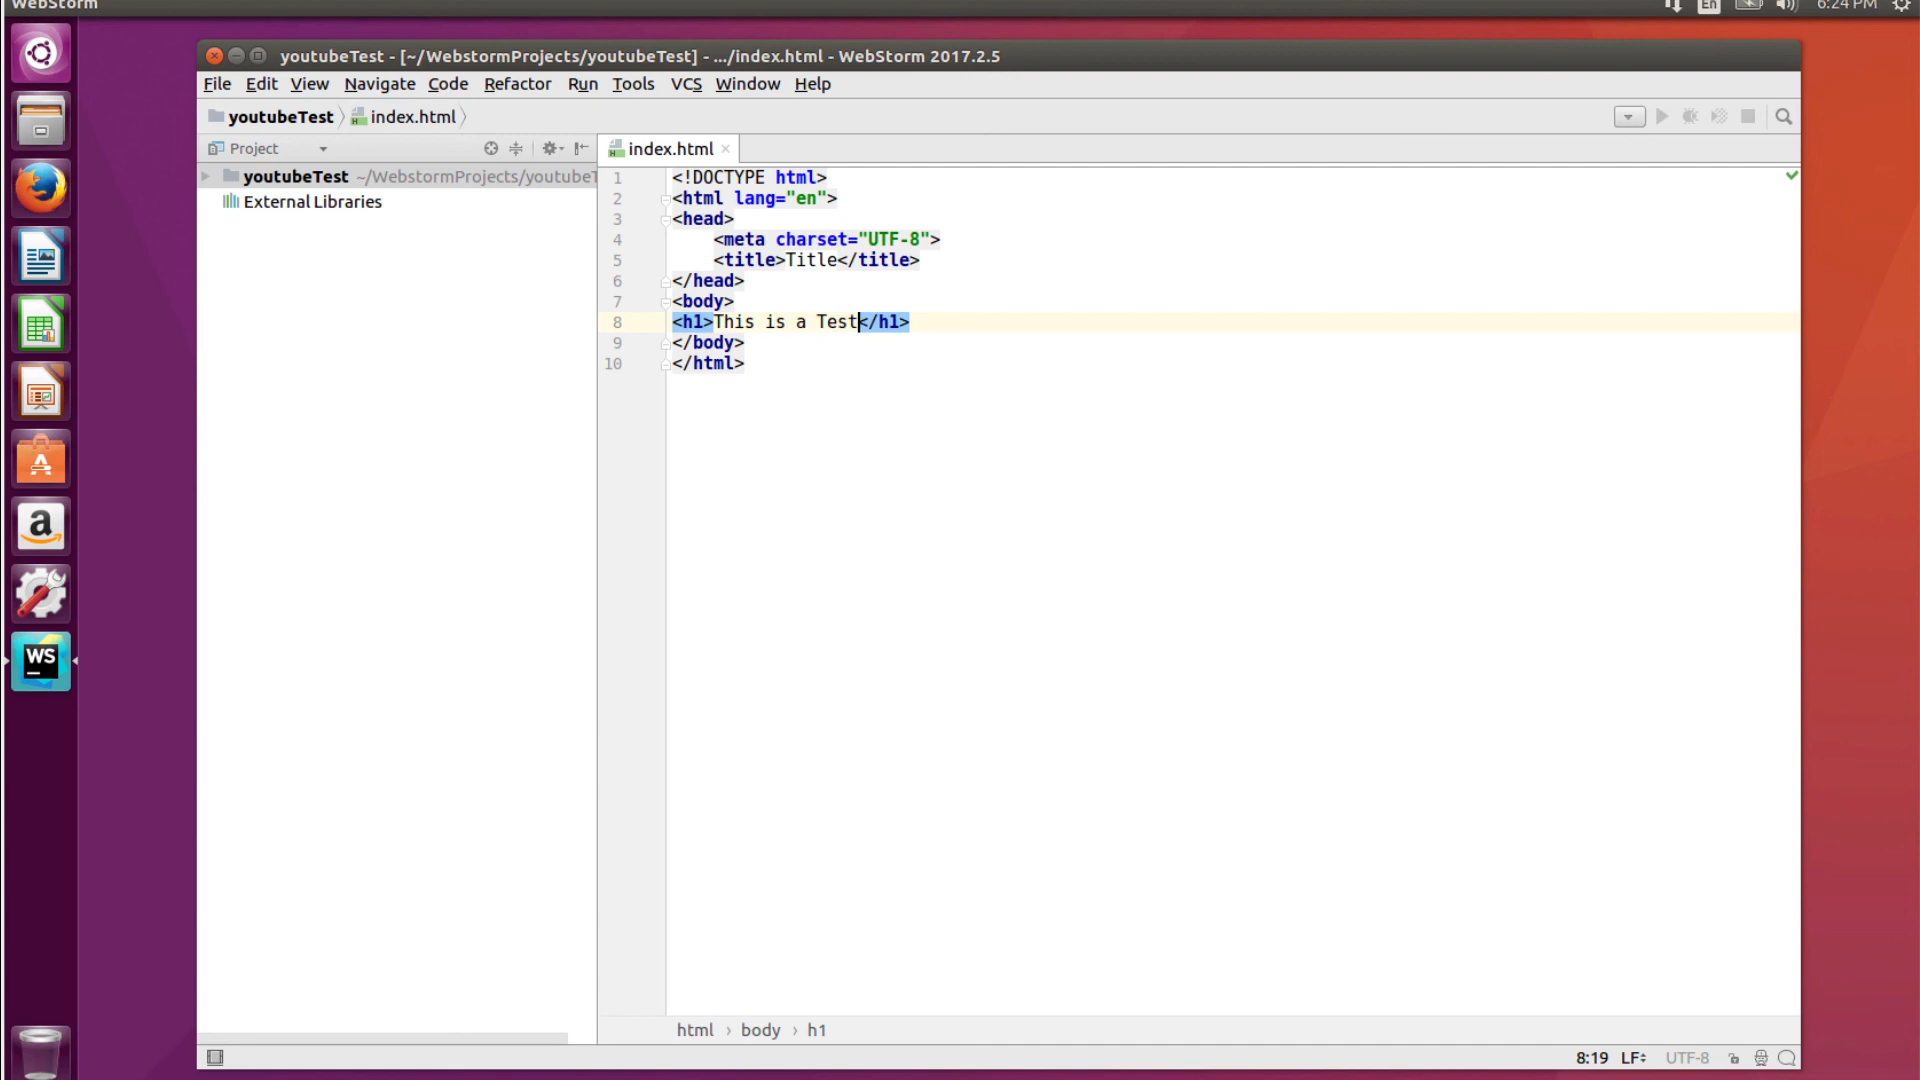 WebStorm
En
6:24 PM
youtubeTest - [~/WebstormProjects/youtubeTest] - .../index.html - WebStorm 2017.2.5
File Edit View Navigate Code Refactor Run Tools VCS Window Help
youtubeTest index.html
Project
index.html
youtubeTest ~/WebstormProjects/youtubeT
External Libraries
1 <!DOCTYPE html>
2 <html lang="en">
3 <head>
4 <meta charset="UTF-8">
5 <title>Title</title>
6 </head>
7 <body>
8 <h1>This is a Test</h1>
9 </body>
10 </html>
a
WS
html › body › h1
8:19 LF UTF-8